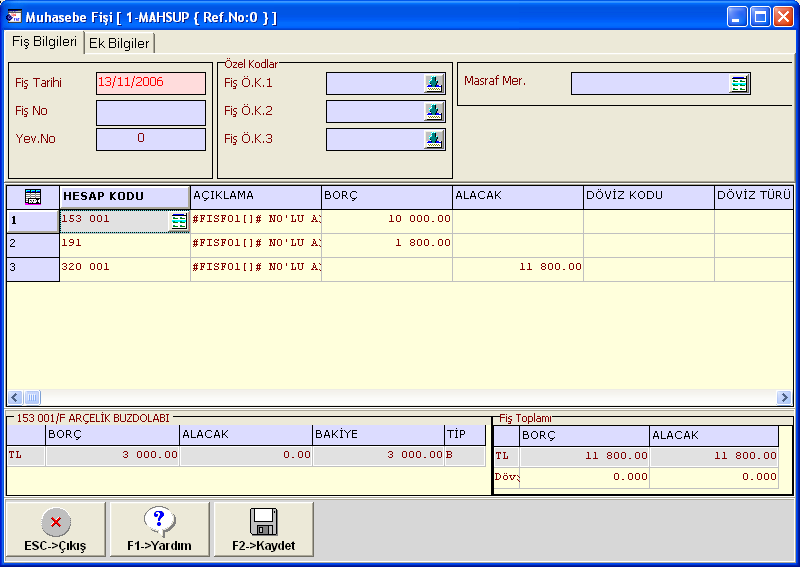 Muhasebe Fişi [ 1-MAHSUP { Ref.No:0 } ]
Fiş Bilgileri Ek Bilgiler
Özel Kodlar
Fiş Tarihi 13/11/2006 Fiş Ö.K.1 Masraf Mer.
Fiş No Fiş Ö.K.2
Yev.No 0 Fiş Ö.K.3
HESAP KODU AÇIKLAMA BORÇ ALACAK DÖVİZ KODU DÖVİZ TÜRÜ
1 153 001 #FISF01[]# NO'LU 10 000.00
2 191 #FISF01[]# NO'LU 1 800.00
3 320 001 #FISF01[]# NO'LU 11 800.00
153 001/F ARÇELİK BUZDOLABI Fiş Toplamı
BORÇ ALACAK BAKİYE TİP BORÇ ALACAK
TL 3 000.00 0.00 3 000.00 B TL 11 800.00 11 800.00
Döv 0.000 0.000
ESC->Çıkış F1->Yardım F2->Kaydet